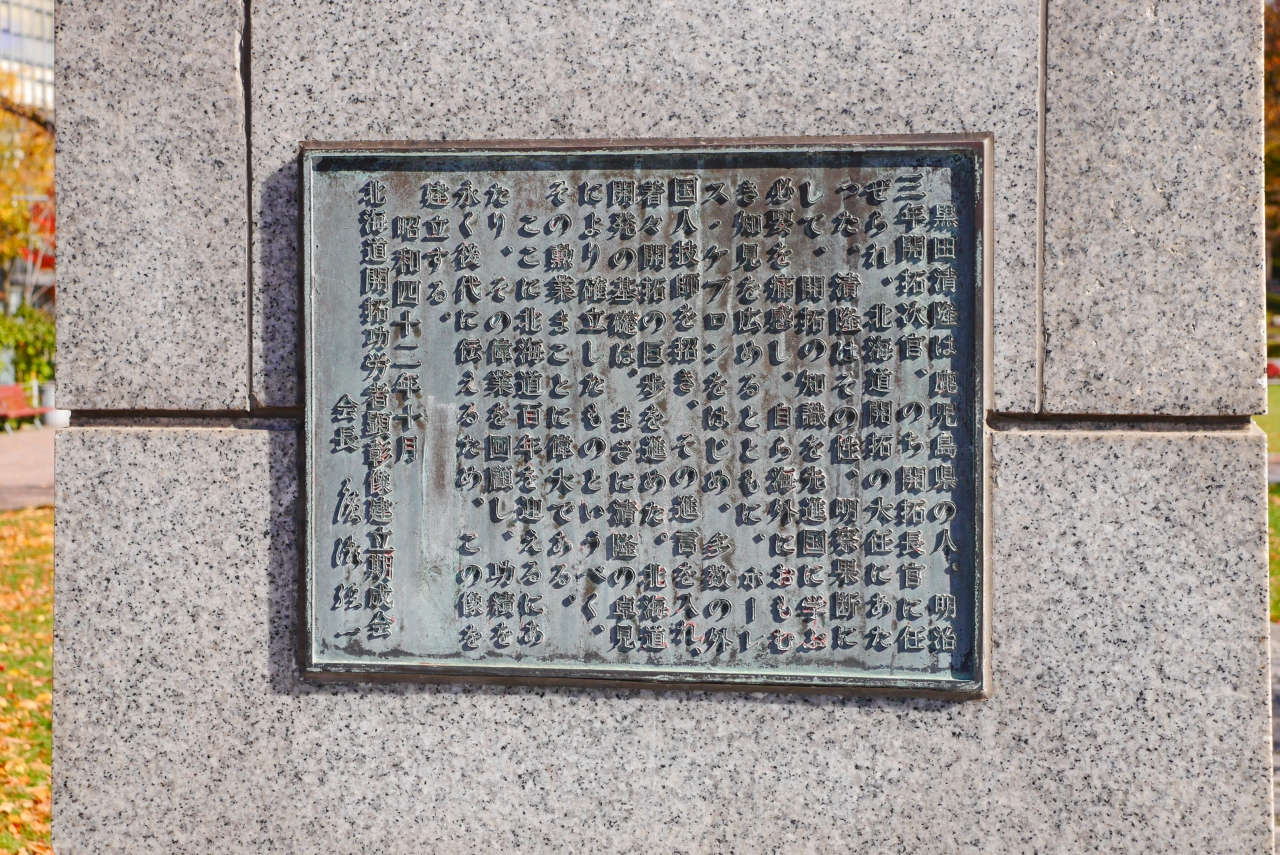 黒田清隆は鹿児島県の人、明治
三年開拓次官、のち開拓長官に任
ぜられ、北海道開拓の大任にあた
つた。清隆はその性、明察果断に
して、開拓の知識を先進国に学ぶ
必要を痛感し、自ら海外におもむ
き知見を広めるとともに、ホーレ
ス・ケプロンをはじめ、多数の外
国人技師を招き、その進言を入れ、
着々開拓の巨歩を進めた。北海道
開発の基礎は、まさに清隆の卓見
により確立したものというべく、
その勲業まことに偉大である。
ここに北海道百年を迎えるにあ
たり、その偉業を回顧し、功績を
永く後代に伝えるため、この像を
建立する。
昭和四十二年十月
北海道開拓功労者顕彰像建立期成会
会長 廣瀬経一